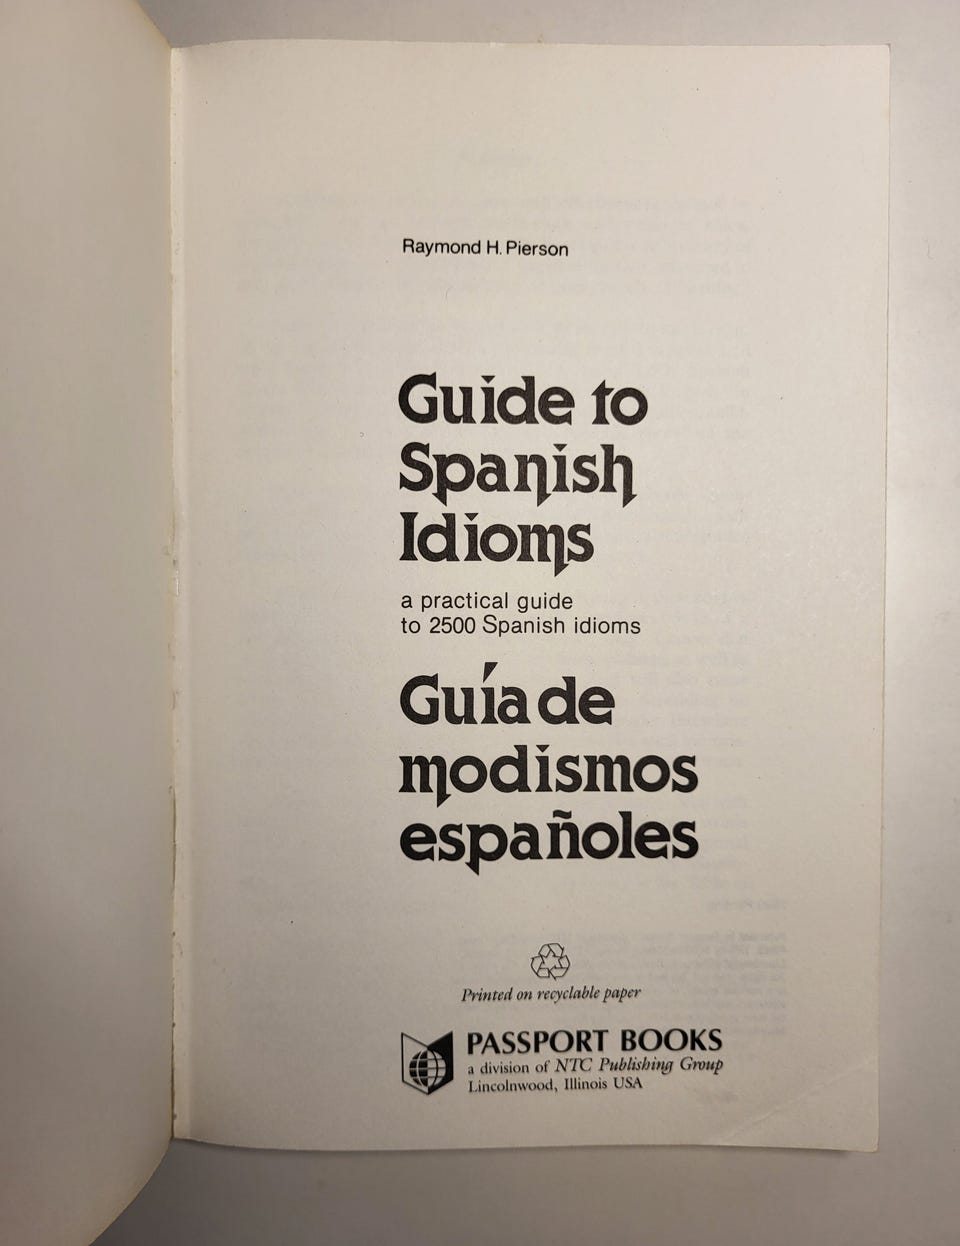 Raymond H. Pierson
Guide to
Spanish
Idioms
a practical guide
to 2500 Spanish idioms
Guía de
modismos
españoles
Printed on recyclable paper
PASSPORT BOOKS
a division of NTC Publishing Group
Lincolnwood, Illinois USA